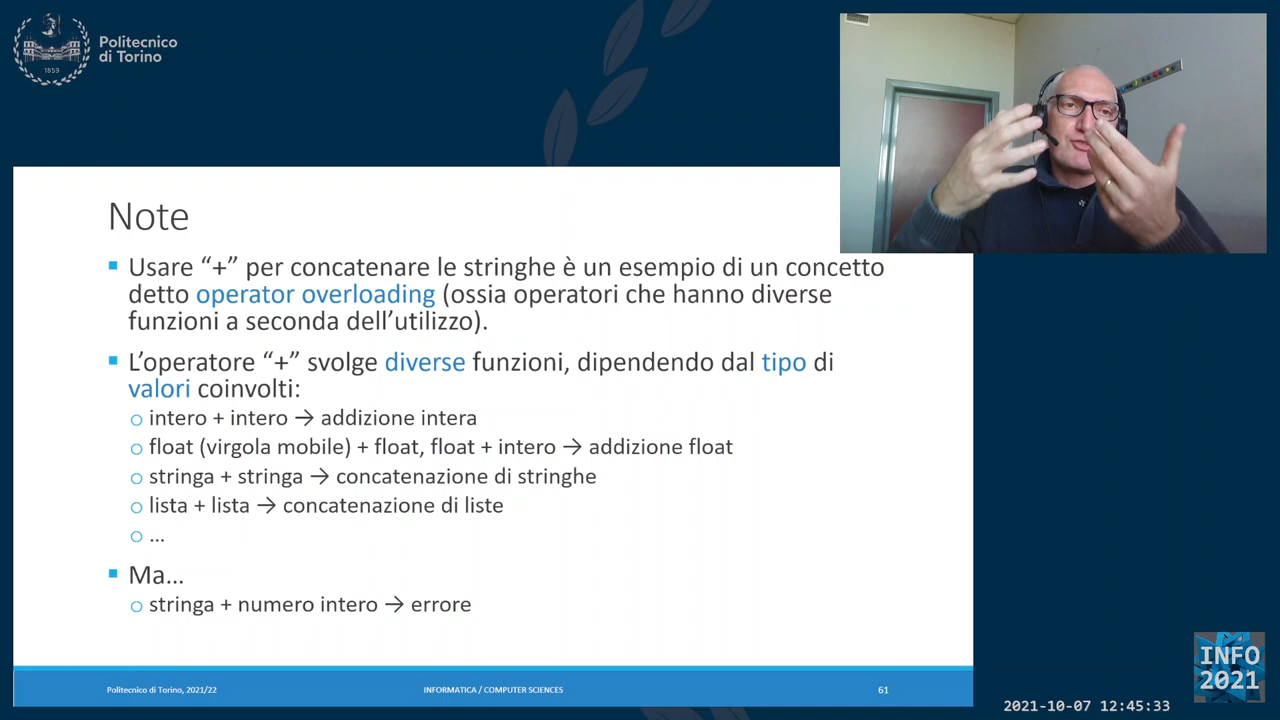 Politecnico
di Torino
1859
Note
Usare “+” per concatenare le stringhe è un esempio di un concetto
detto operator overloading (ossia operatori che hanno diverse
funzioni a seconda dell’utilizzo).
L’operatore “+” svolge diverse funzioni, dipendendo dal tipo di
valori coinvolti:
intero + intero → addizione intera
float (virgola mobile) + float, float + intero → addizione float
stringa + stringa → concatenazione di stringhe
lista + lista → concatenazione di liste
…
Ma…
stringa + numero intero → errore
Politecnico di Torino, 2021/22
INFORMATICA / COMPUTER SCIENCES
61
INFO
2021
2021-10-07 12:45:33